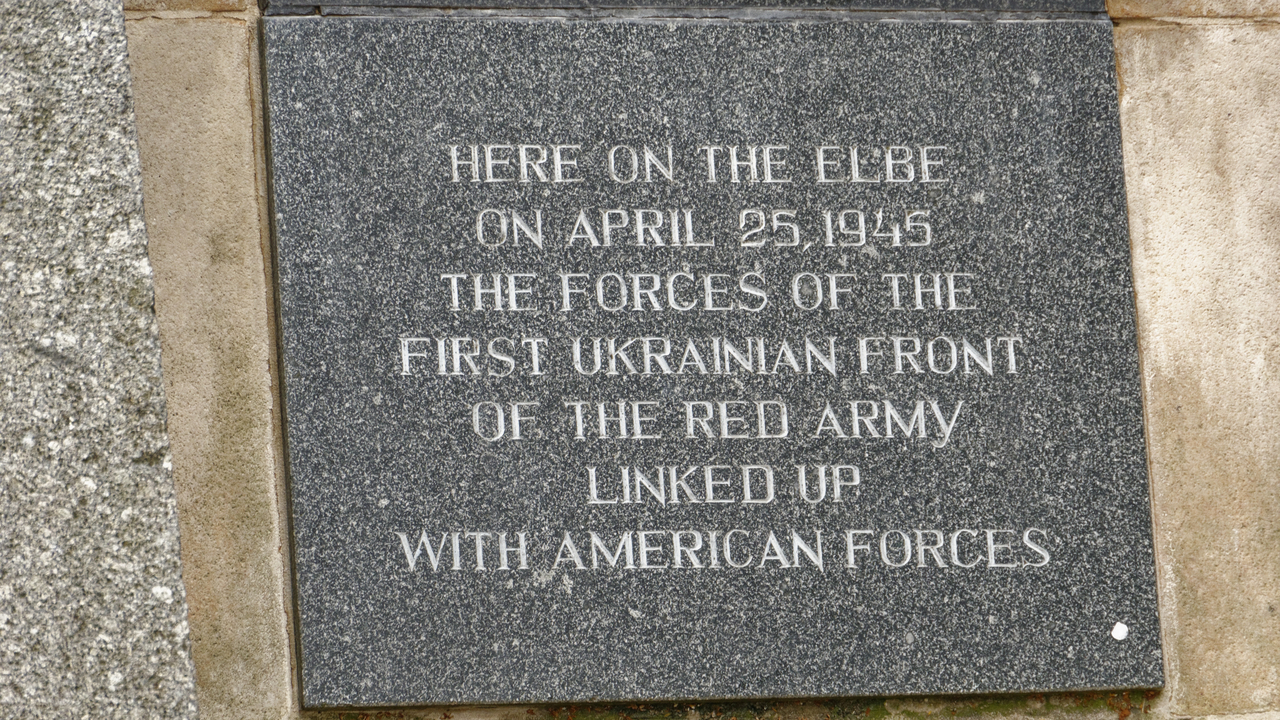 HERE ON THE ELBE
ON APRIL 25, 1945
THE FORCES OF THE
FIRST UKRAINIAN FRONT
OF THE RED ARMY
LINKED UP
WITH AMERICAN FORCES